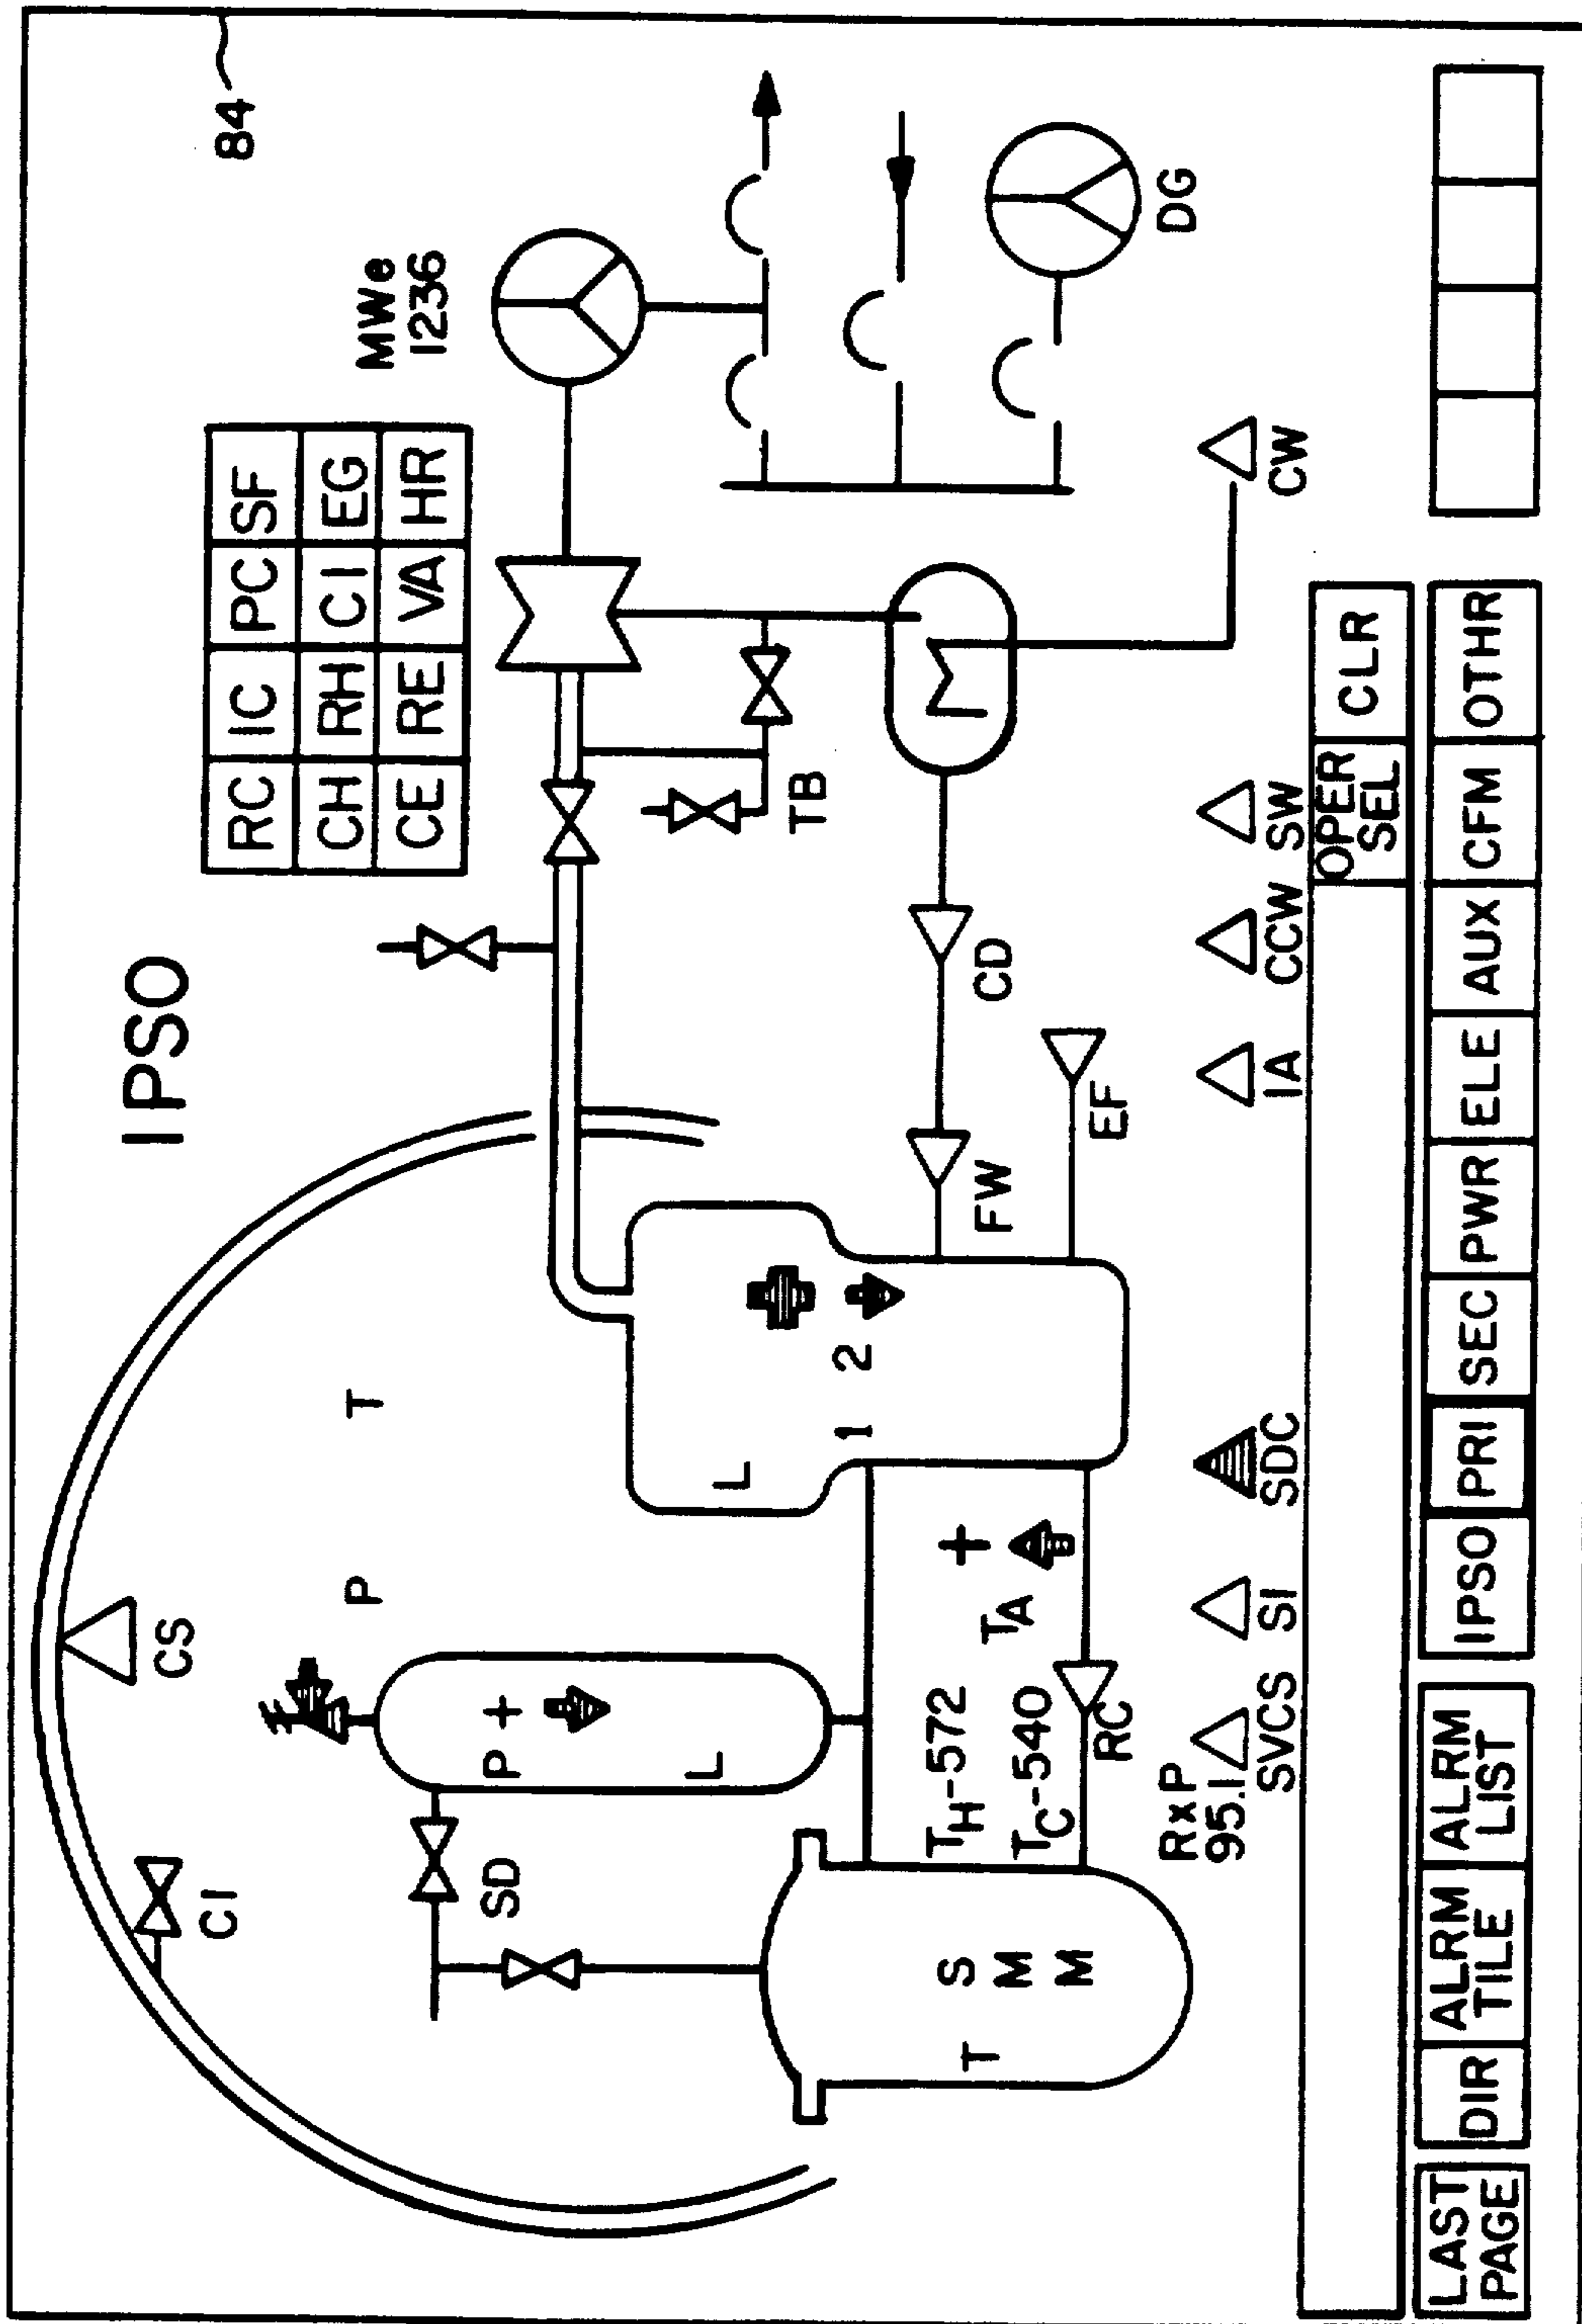 84
IPSO
RC IC PC SF
CH RH CI EG
CE RE VA HR
MWe
1236
CS
CI
P T
SD
P +
L
L
1 2
TB
DG
T
S
M
M
TH-572
TC-540
TA +
RC
FW
CD
EF
RxP
95.1
SVCS SI SDC IA CCW SW CW
OPER
SEL
CLR
LAST
PAGE
DIR
ALRM
TILE
ALRM
LIST
IPSO PRI SEC PWR ELE AUX CFM OTHR